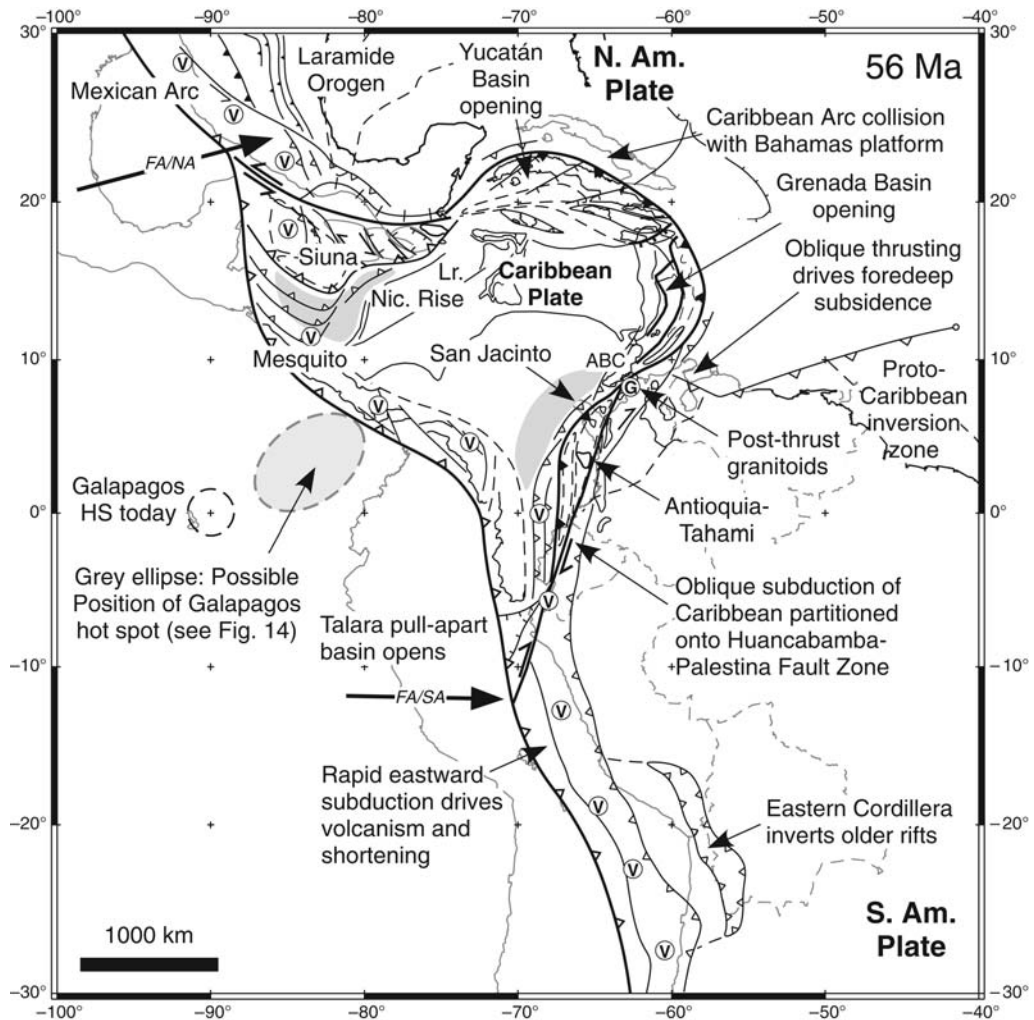 −100°
−90°
−80°
−70°
−60°
−50°
−40°
30°
30°
Laramide
Orogen
Yucatán
Basin
opening
N. Am.
Plate
56 Ma
V
Mexican Arc
V
Caribbean Arc collision
with Bahamas platform
FA/NA
V
Grenada Basin
opening
20°
20°
V
Siuna
Lr.
Nic. Rise
Caribbean
Plate
Oblique thrusting
drives foredeep
subsidence
V
Mesquito
San Jacinto
ABC
10°
10°
G
Proto-
Caribbean
inversion
zone
V
V
Post-thrust
granitoids
Galapagos
HS today
0°
V
0°
Antioquia-
Tahami
Grey ellipse: Possible
Position of Galapagos
hot spot (see Fig. 14)
V
Oblique subduction of
Caribbean partitioned
onto Huancabamba-
Palestina Fault Zone
Talara pull-apart
basin opens
−10°
−10°
FA/SA
V
Rapid eastward
subduction drives
volcanism and
shortening
V
V
Eastern Cordillera
inverts older rifts
−20°
−20°
S. Am.
Plate
1000 km
V
−30°
−30°
−100°
−90°
−80°
−70°
−60°
−50°
−40°